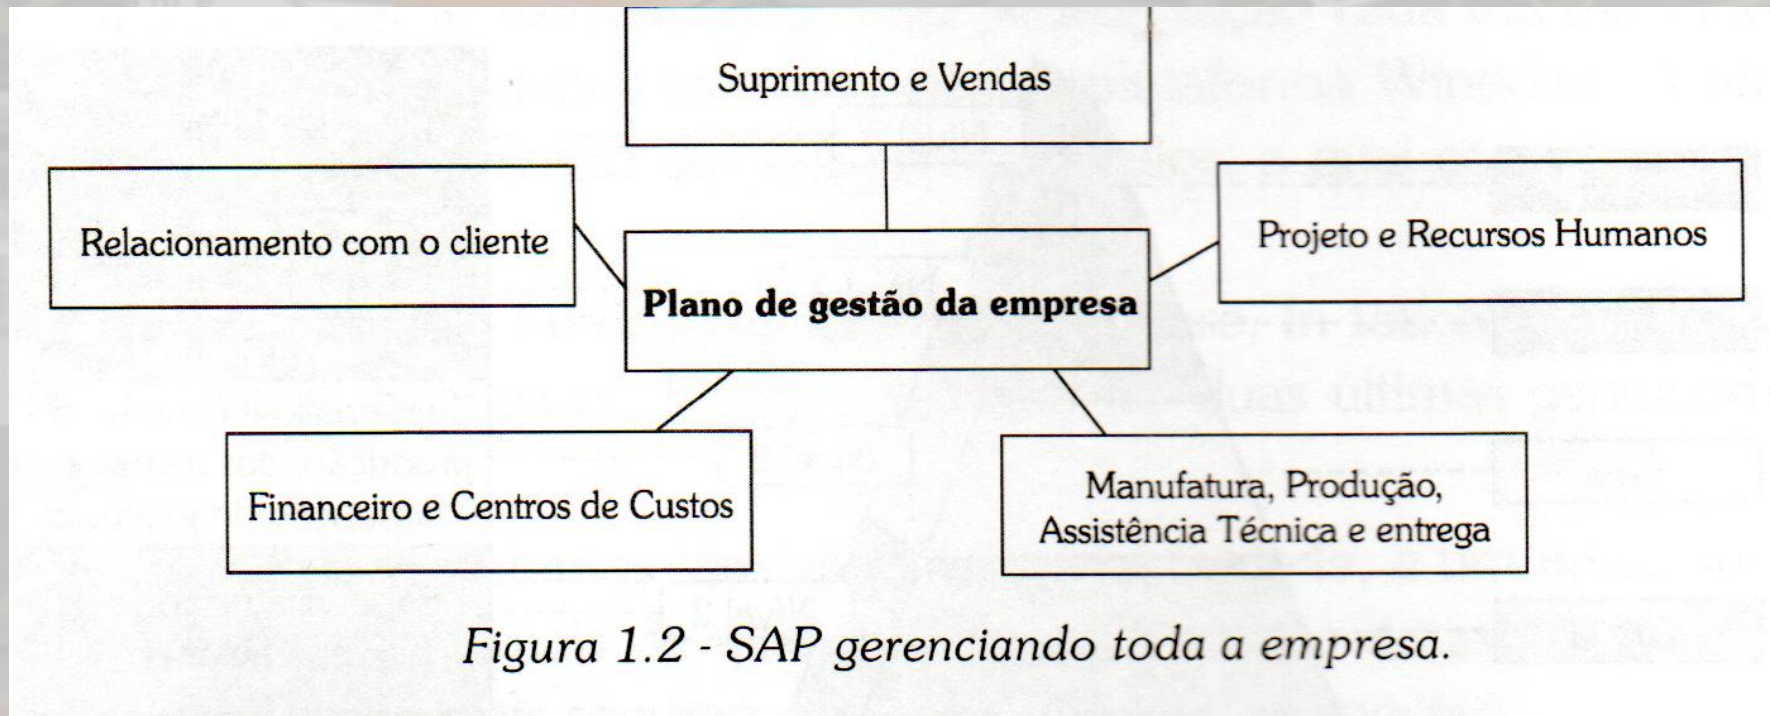 Suprimento e Vendas
Relacionamento com o cliente
Projeto e Recursos Humanos
Plano de gestão da empresa
Financeiro e Centros de Custos
Manufatura, Produção,
Assistência Técnica e entrega
Figura 1.2 - SAP gerenciando toda a empresa.